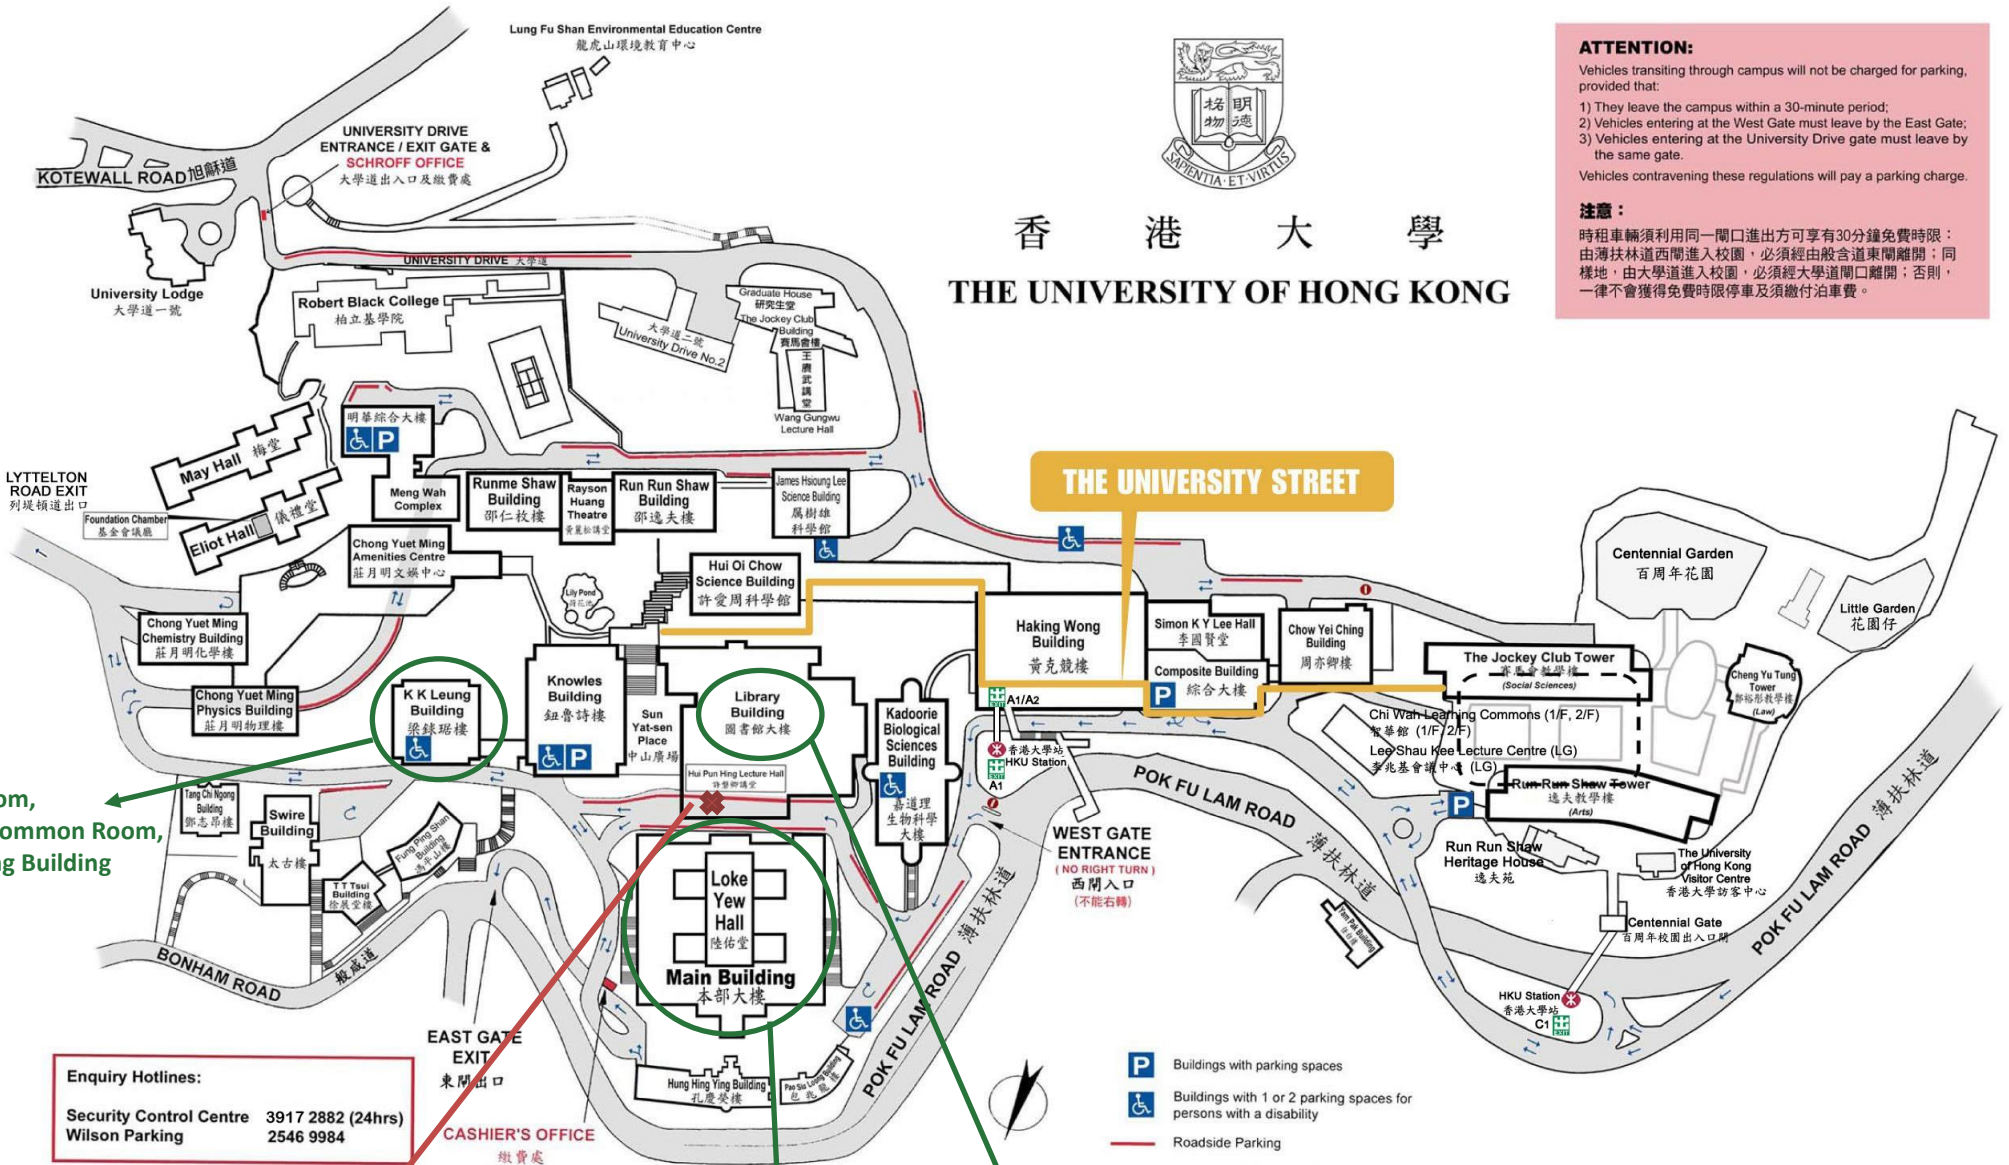 Lung Fu Shan Environmental Education Centre
龍虎山環境教育中心
格 明
物 德
SAPIENTIA·ET·VIRTUS
香港大學
THE UNIVERSITY OF HONG KONG
ATTENTION:
Vehicles transiting through campus will not be charged for parking,
provided that:
1) They leave the campus within a 30-minute period;
2) Vehicles entering at the West Gate must leave by the East Gate;
3) Vehicles entering at the University Drive gate must leave by
the same gate.
Vehicles contravening these regulations will pay a parking charge.
注意：
時租車輛須利用同一閘口進出方可享有30分鐘免費時限：
由薄扶林道西閘進入校園，必須經由般含道東閘離開；同
樣地，由大學道進入校園，必須經大學道閘口離開；否則，
一律不會獲得免費時限停車及須繳付泊車費。
UNIVERSITY DRIVE
ENTRANCE / EXIT GATE &
SCHROFF OFFICE
大學道出入口及繳費處
KOTEWALL ROAD 旭龢道
University Lodge
大學道一號
UNIVERSITY DRIVE 大學道
Robert Black College
柏立基學院
大學道二號
University Drive No.2
Graduate House
研究生堂
The Jockey Club
Building
賽馬會樓
王賡武講堂
Wang Gungwu
Lecture Hall
明華綜合大樓
P
Meng Wah
Complex
May Hall 梅堂
LYTTELTON
ROAD EXIT
列堤頓道出口
Foundation Chamber
基金會議廳
Eliot Hall 儀禮堂
Runme Shaw
Building
邵仁枚樓
Rayson
Huang
Theatre
黃麗松講堂
Run Run Shaw
Building
邵逸夫樓
James Hsioung Lee
Science Building
厲樹雄
科學館
THE UNIVERSITY STREET
Chong Yuet Ming
Amenities Centre
莊月明文娛中心
Lily Pond
荷花池
Hui Oi Chow
Science Building
許愛周科學館
Chong Yuet Ming
Chemistry Building
莊月明化學樓
Chong Yuet Ming
Physics Building
莊月明物理樓
K K Leung
Building
梁銶琚樓
Knowles
Building
鈕魯詩樓
P
Sun
Yat-sen
Place
中山廣場
Library
Building
圖書館大樓
Hui Pun Hing Lecture Hall
許磐卿講堂
Kadoorie
Biological
Sciences
Building
嘉道理
生物科學
大樓
Haking Wong
Building
黃克競樓
Simon K Y Lee Hall
李國賢堂
Composite Building
綜合大樓
P
Chow Yei Ching
Building
周亦卿樓
Centennial Garden
百周年花園
Little Garden
花園仔
The Jockey Club Tower
賽馬會教學樓
(Social Sciences)
Cheng Yu Tung
Tower
鄭裕彤教學樓
(Law)
Chi Wah Learning Commons (1/F, 2/F)
智華館 (1/F, 2/F)
Lee Shau Kee Lecture Centre (LG)
李兆基會議中心 (LG)
Run Run Shaw Tower
逸夫教學樓
(Arts)
P
Run Run Shaw
Heritage House
逸夫苑
The University
of Hong Kong
Visitor Centre
香港大學訪客中心
Centennial Gate
百周年校園出入口閘
EXIT
A1/A2
香港大學站
HKU Station
EXIT
A1
WEST GATE
ENTRANCE
( NO RIGHT TURN )
西閘入口
(不能右轉)
POK FU LAM ROAD 薄扶林道
POK FU LAM ROAD 薄扶林道
POK FU LAM ROAD 薄扶林道
HKU Station
香港大學站
C1
EXIT
om,
ommon Room,
ng Building
Tang Chi Ngong
Building
鄧志昂樓
Swire
Building
太古樓
Fung Ping Shan
Building
馮平山樓
T T Tsui
Building
徐展堂樓
BONHAM ROAD 般咸道
Loke
Yew
Hall
陸佑堂
Main Building
本部大樓
EAST GATE
EXIT
東閘出口
Hung Hing Ying Building
孔慶熒樓
Pao Siu Loong Building
包兆龍樓
CASHIER'S OFFICE
繳費處
Enquiry Hotlines:
Security Control Centre 3917 2882 (24hrs)
Wilson Parking 2546 9984
P Buildings with parking spaces
Buildings with 1 or 2 parking spaces for
persons with a disability
Roadside Parking